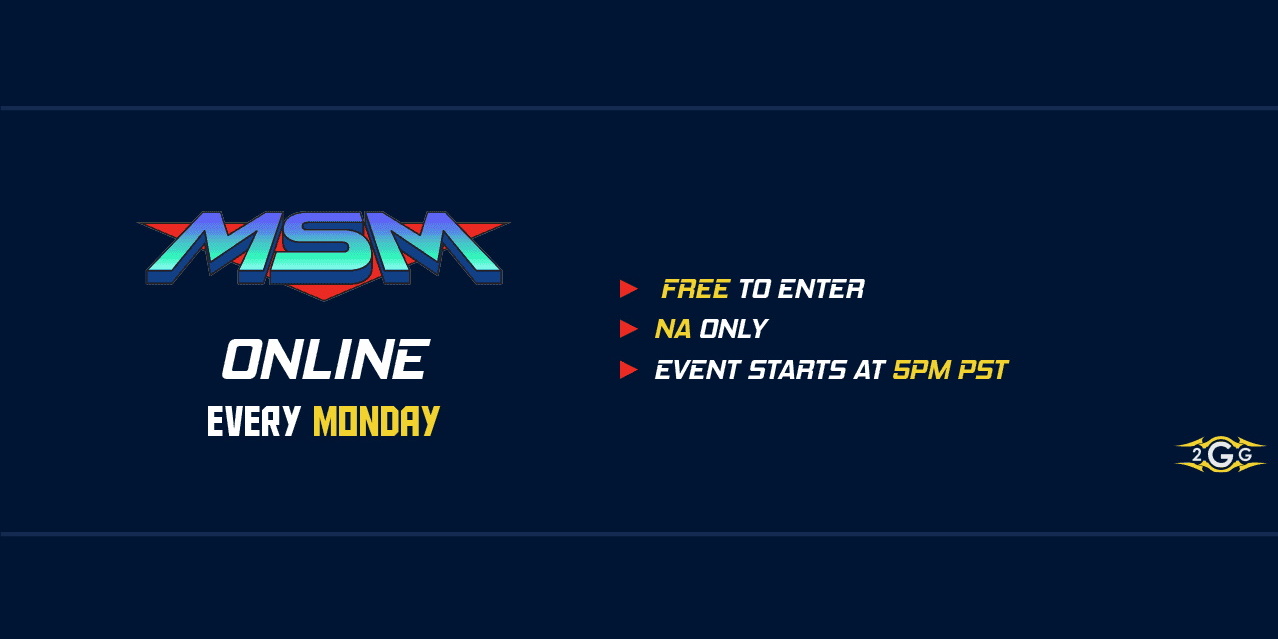 MSM
ONLINE
EVERY MONDAY
FREE TO ENTER
NA ONLY
EVENT STARTS AT 5PM PST
2GG